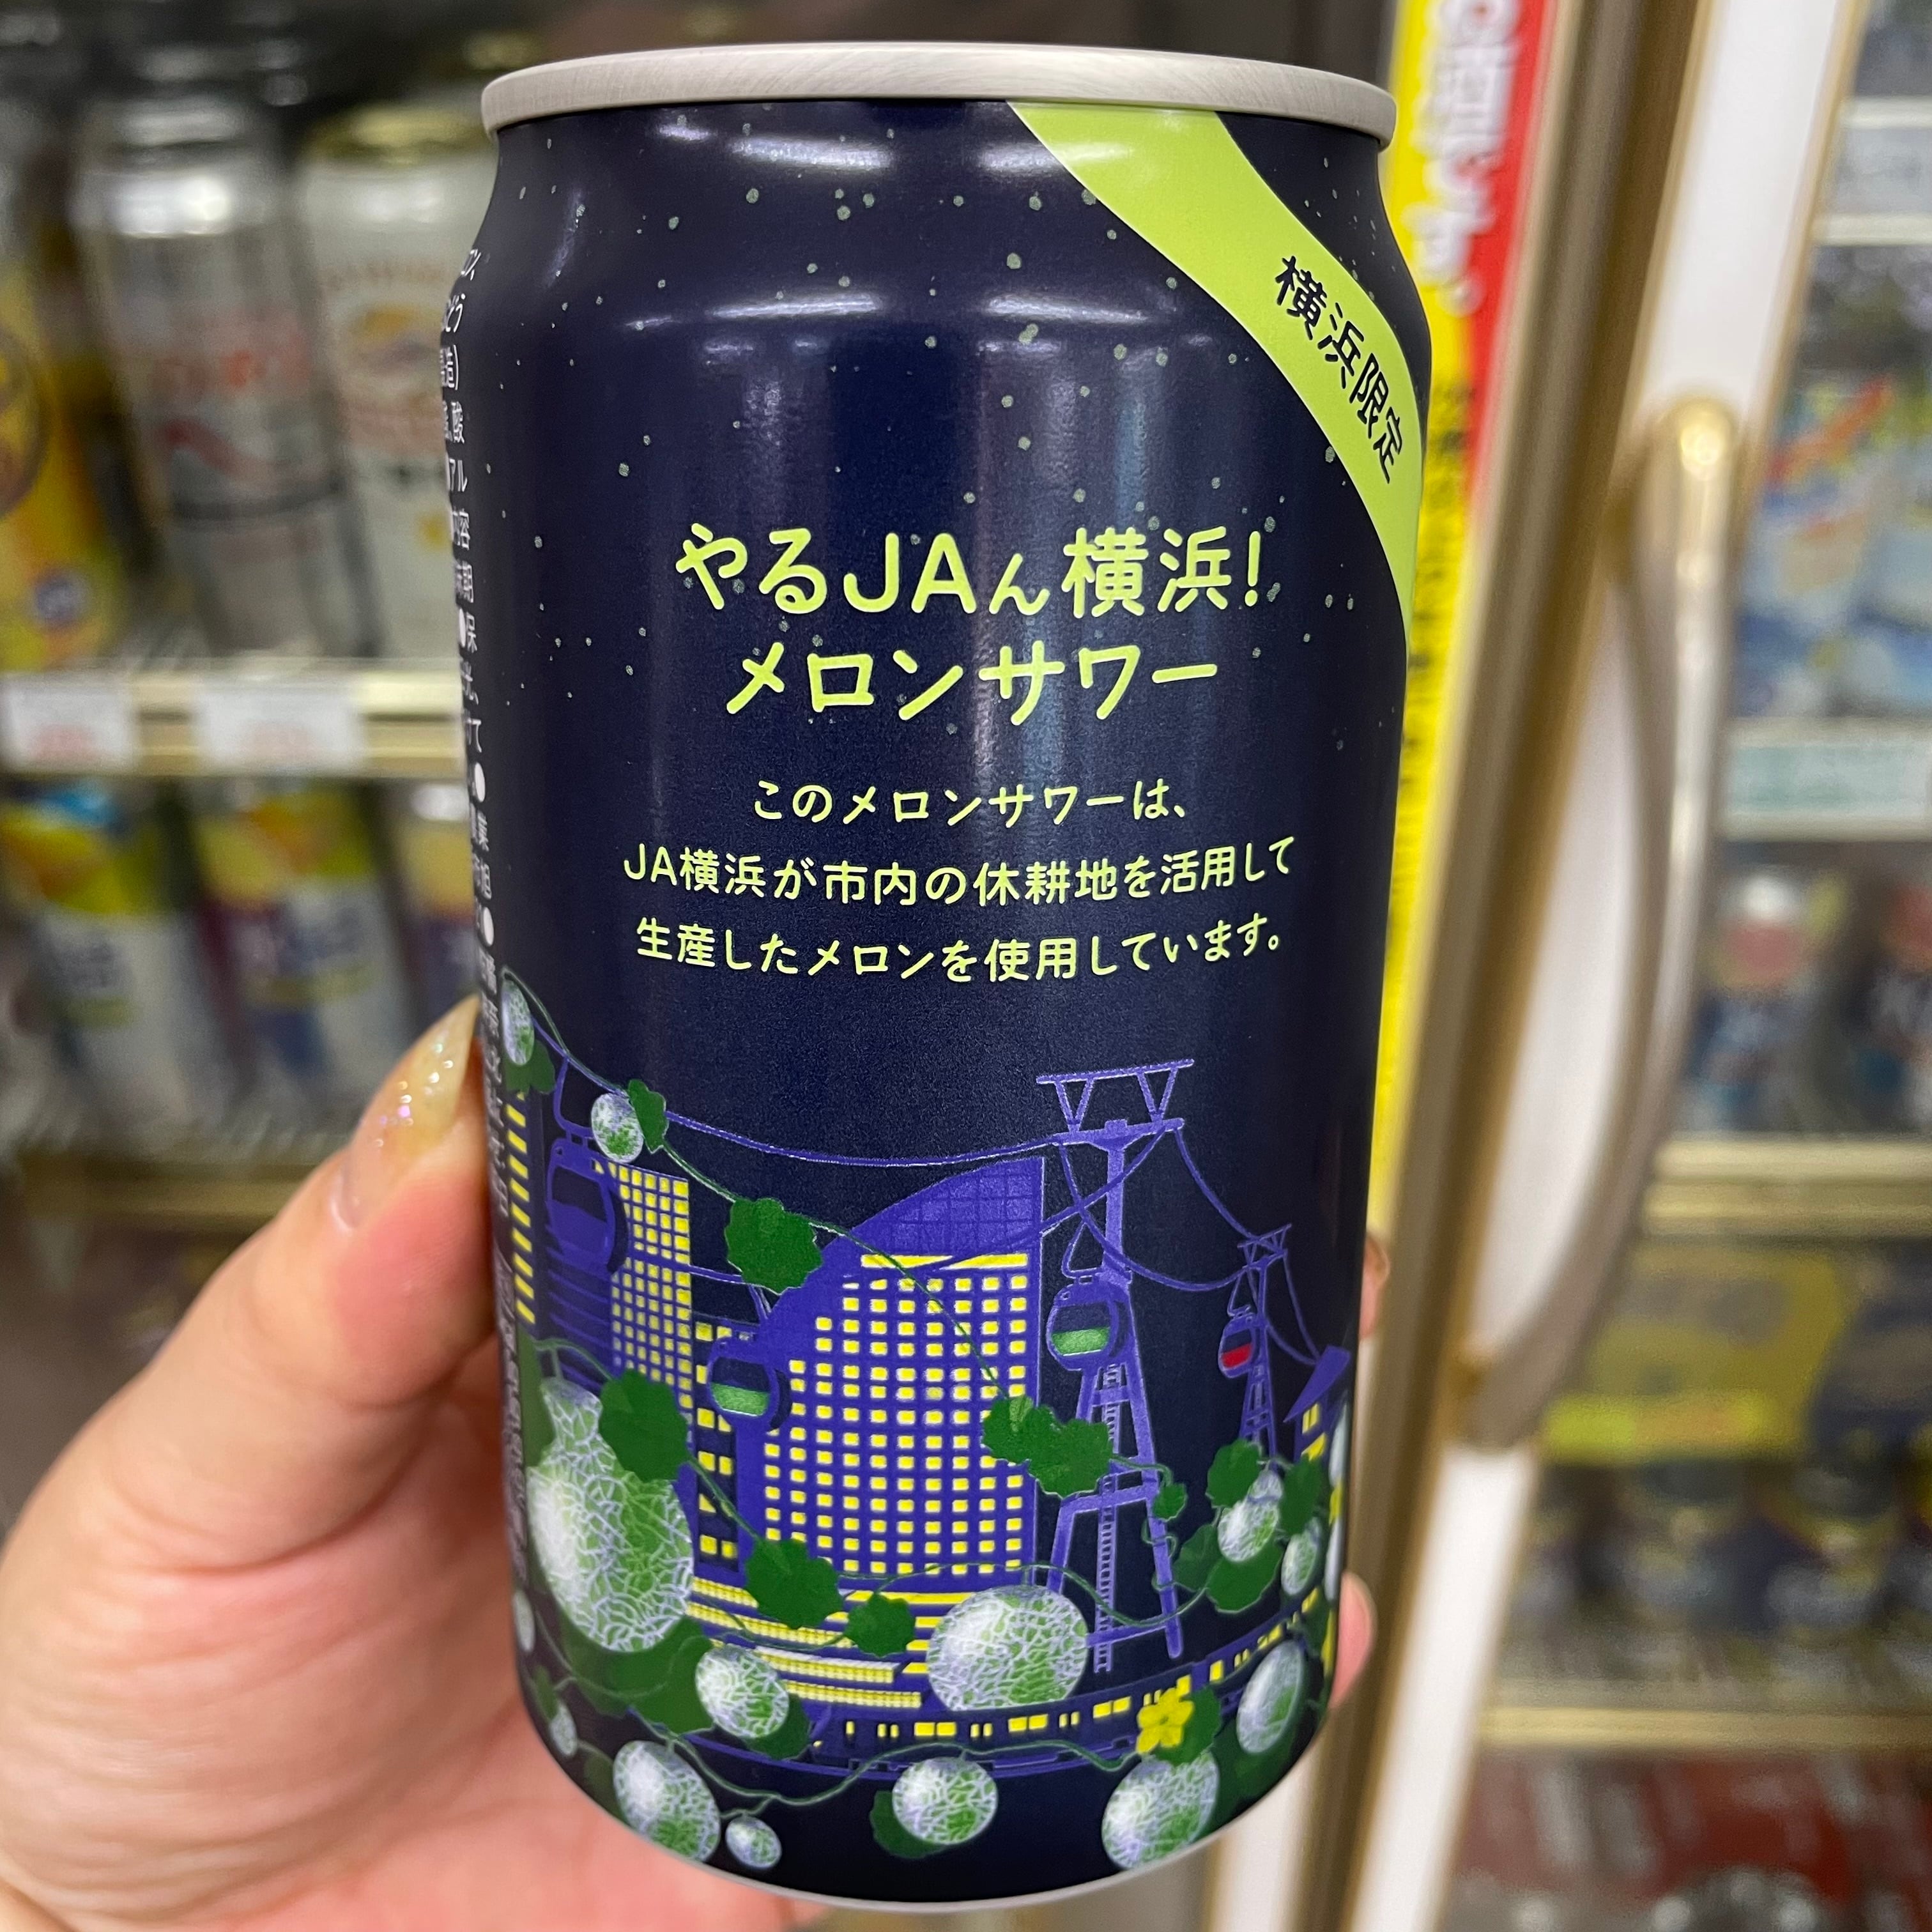 横浜限定
やるJAん横浜!
メロンサワー
このメロンサワーは、
JA横浜が市内の休耕地を活用して
生産したメロンを使用しています。